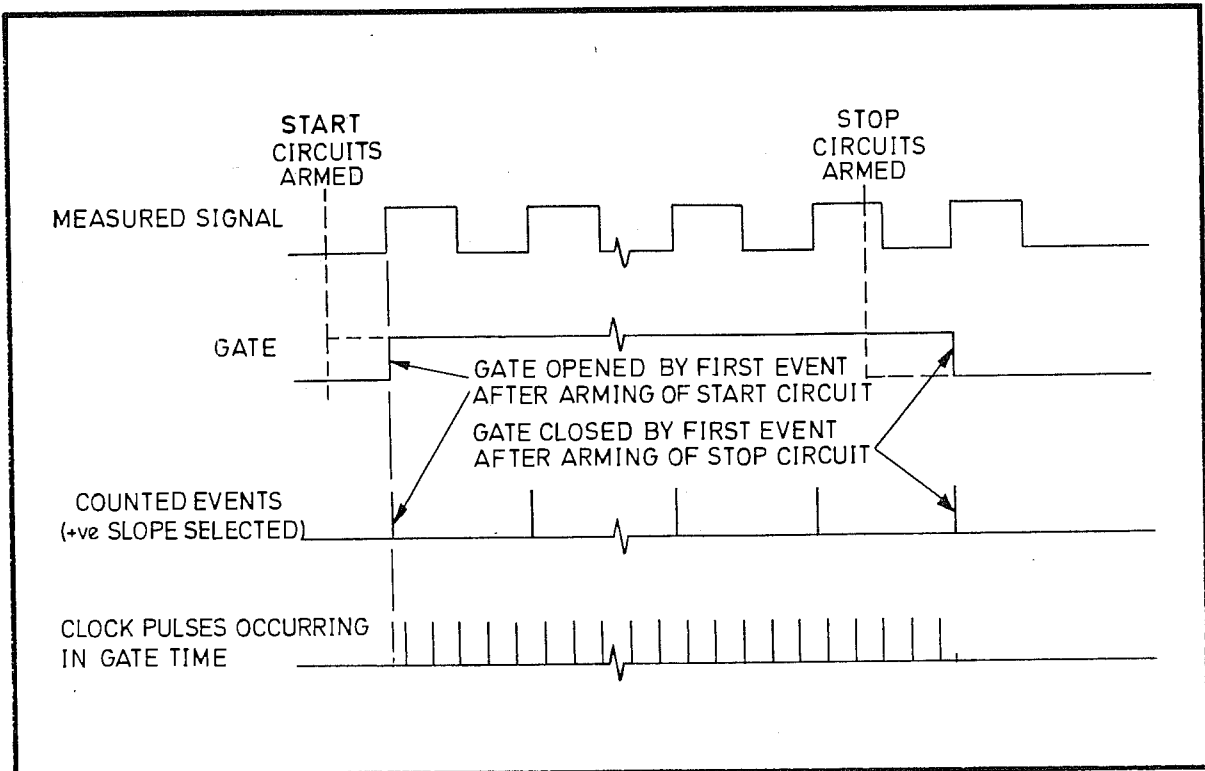 START
CIRCUITS
ARMED
STOP
CIRCUITS
ARMED
MEASURED SIGNAL
GATE
GATE OPENED BY FIRST EVENT
AFTER ARMING OF START CIRCUIT
GATE CLOSED BY FIRST EVENT
AFTER ARMING OF STOP CIRCUIT
COUNTED EVENTS
(+ve SLOPE SELECTED)
CLOCK PULSES OCCURRING
IN GATE TIME